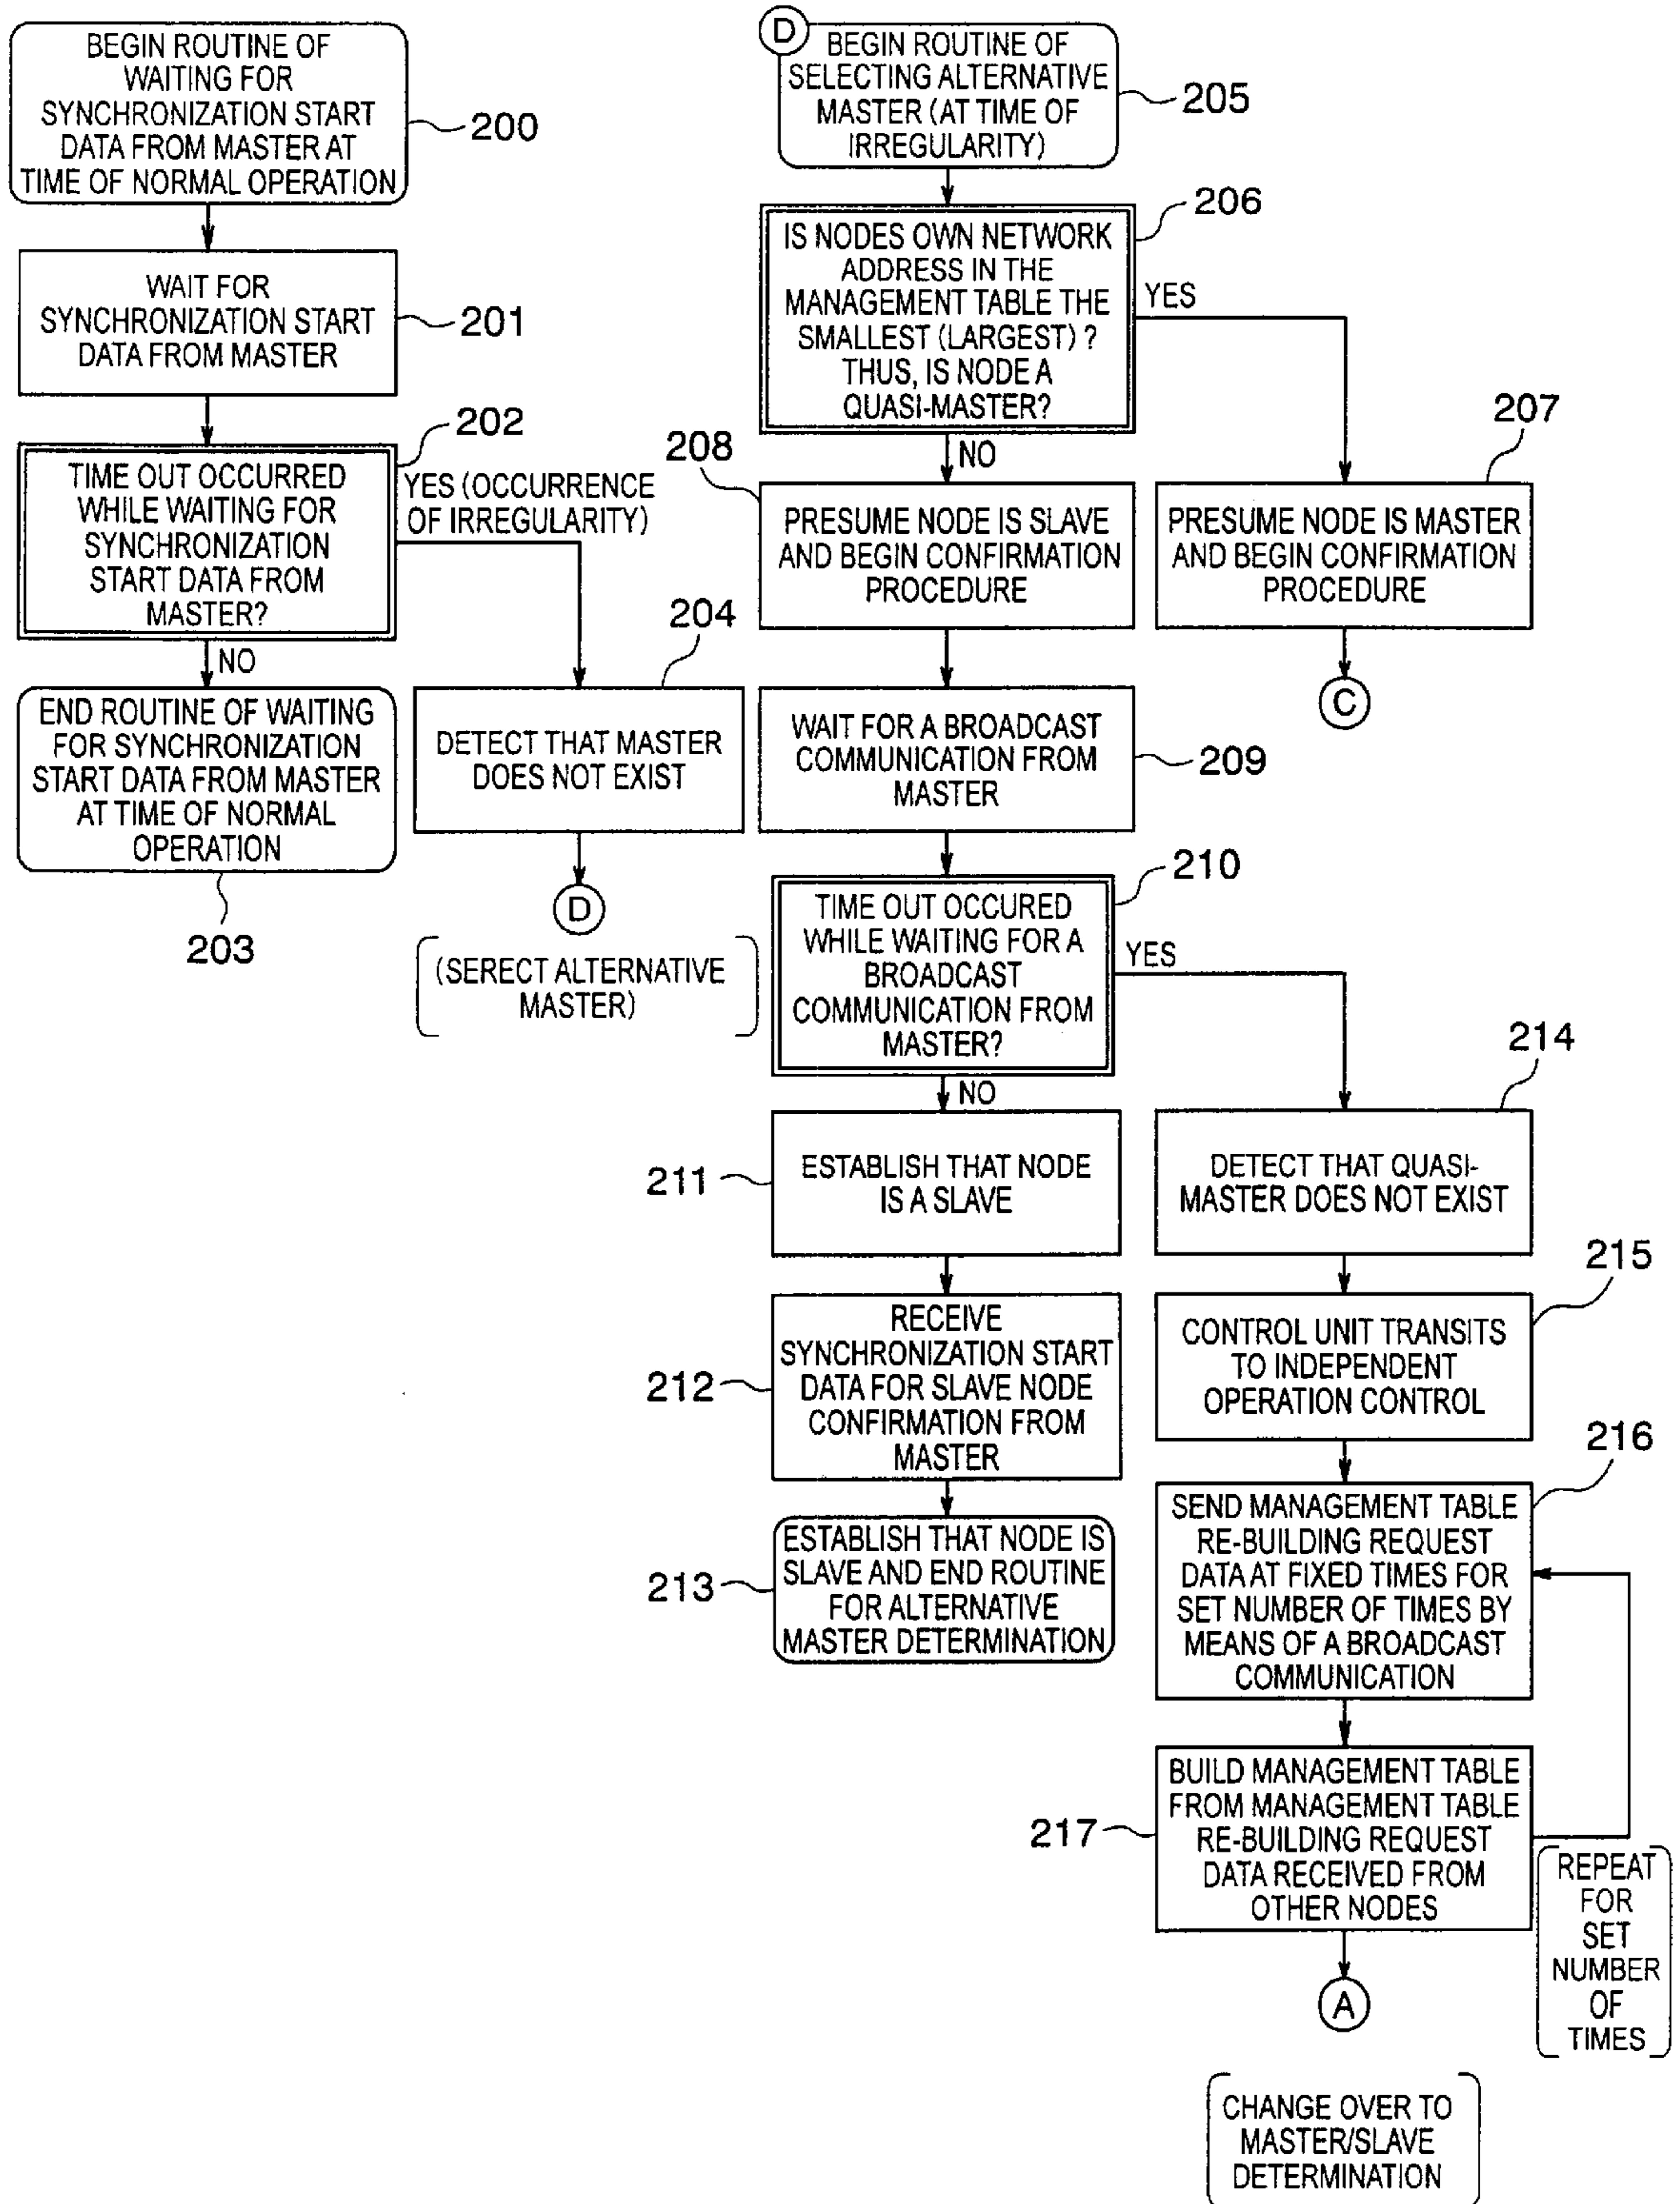 BEGIN ROUTINE OF
WAITING FOR
SYNCHRONIZATION START
DATA FROM MASTER AT
TIME OF NORMAL OPERATION
200
WAIT FOR
SYNCHRONIZATION START
DATA FROM MASTER
201
202
TIME OUT OCCURRED
WHILE WAITING FOR
SYNCHRONIZATION
START DATA FROM
MASTER?
YES (OCCURRENCE
OF IRREGULARITY)
NO
END ROUTINE OF WAITING
FOR SYNCHRONIZATION
START DATA FROM MASTER
AT TIME OF NORMAL
OPERATION
203
204
DETECT THAT MASTER
DOES NOT EXIST
D
(SERECT ALTERNATIVE
MASTER)
D
BEGIN ROUTINE OF
SELECTING ALTERNATIVE
MASTER (AT TIME OF
IRREGULARITY)
205
206
IS NODES OWN NETWORK
ADDRESS IN THE
MANAGEMENT TABLE THE
SMALLEST (LARGEST) ?
THUS, IS NODE A
QUASI-MASTER?
YES
NO
207
PRESUME NODE IS MASTER
AND BEGIN CONFIRMATION
PROCEDURE
C
208
PRESUME NODE IS SLAVE
AND BEGIN CONFIRMATION
PROCEDURE
WAIT FOR A BROADCAST
COMMUNICATION FROM
MASTER
209
210
TIME OUT OCCURED
WHILE WAITING FOR A
BROADCAST
COMMUNICATION FROM
MASTER?
YES
NO
211
ESTABLISH THAT NODE
IS A SLAVE
212
RECEIVE
SYNCHRONIZATION START
DATA FOR SLAVE NODE
CONFIRMATION FROM
MASTER
213
ESTABLISH THAT NODE IS
SLAVE AND END ROUTINE
FOR ALTERNATIVE
MASTER DETERMINATION
214
DETECT THAT QUASI-
MASTER DOES NOT EXIST
215
CONTROL UNIT TRANSITS
TO INDEPENDENT
OPERATION CONTROL
216
SEND MANAGEMENT TABLE
RE-BUILDING REQUEST
DATA AT FIXED TIMES FOR
SET NUMBER OF TIMES BY
MEANS OF A BROADCAST
COMMUNICATION
217
BUILD MANAGEMENT TABLE
FROM MANAGEMENT TABLE
RE-BUILDING REQUEST
DATA RECEIVED FROM
OTHER NODES
REPEAT
FOR
SET
NUMBER
OF
TIMES
A
CHANGE OVER TO
MASTER/SLAVE
DETERMINATION